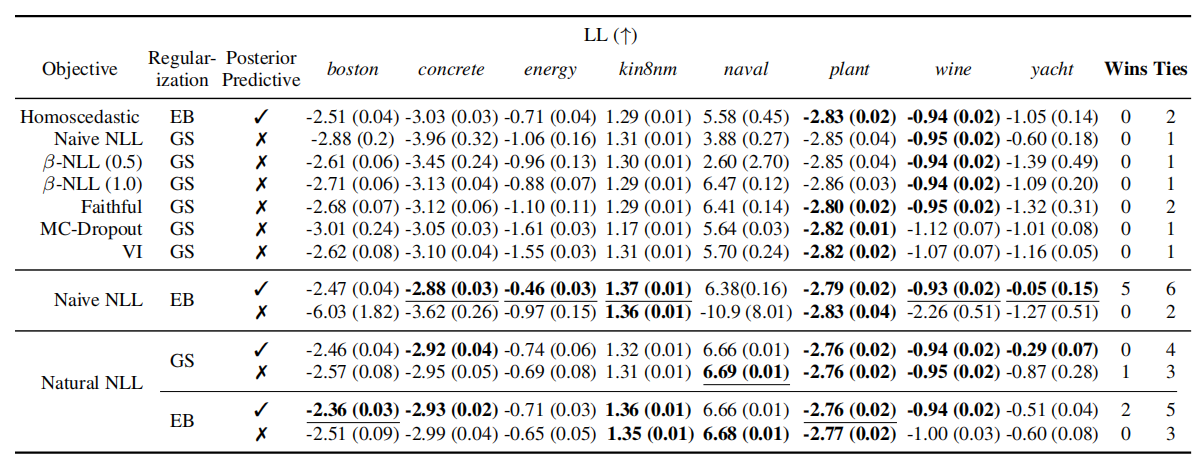 LL (↑)
Objective Regular-ization Posterior Predictive boston concrete energy kin8nm naval plant wine yacht Wins Ties
Homoscedastic EB ✓ -2.51 (0.04) -3.03 (0.03) -0.71 (0.04) 1.29 (0.01) 5.58 (0.45) -2.83 (0.02) -0.94 (0.02) -1.05 (0.14) 0 2
Naive NLL GS ✗ -2.88 (0.2) -3.96 (0.32) -1.06 (0.16) 1.31 (0.01) 3.88 (0.27) -2.85 (0.04) -0.95 (0.02) -0.60 (0.18) 0 1
β-NLL (0.5) GS ✗ -2.61 (0.06) -3.45 (0.24) -0.96 (0.13) 1.30 (0.01) 2.60 (2.70) -2.85 (0.04) -0.94 (0.02) -1.39 (0.49) 0 1
β-NLL (1.0) GS ✗ -2.71 (0.06) -3.13 (0.04) -0.88 (0.07) 1.29 (0.01) 6.47 (0.12) -2.86 (0.03) -0.94 (0.02) -1.09 (0.20) 0 1
Faithful GS ✗ -2.68 (0.07) -3.12 (0.06) -1.10 (0.11) 1.29 (0.01) 6.41 (0.14) -2.80 (0.02) -0.95 (0.02) -1.32 (0.31) 0 2
MC-Dropout GS ✗ -3.01 (0.24) -3.05 (0.03) -1.61 (0.03) 1.17 (0.01) 5.64 (0.03) -2.82 (0.01) -1.12 (0.07) -1.01 (0.08) 0 1
VI GS ✗ -2.62 (0.08) -3.10 (0.04) -1.55 (0.03) 1.31 (0.01) 5.70 (0.24) -2.82 (0.02) -1.07 (0.07) -1.16 (0.05) 0 1
Naive NLL EB ✓ -2.47 (0.04) -2.88 (0.03) -0.46 (0.03) 1.37 (0.01) 6.38(0.16) -2.79 (0.02) -0.93 (0.02) -0.05 (0.15) 5 6
✗ -6.03 (1.82) -3.62 (0.26) -0.97 (0.15) 1.36 (0.01) -10.9 (8.01) -2.83 (0.04) -2.26 (0.51) -1.27 (0.51) 0 2
Natural NLL GS ✓ -2.46 (0.04) -2.92 (0.04) -0.74 (0.06) 1.32 (0.01) 6.66 (0.01) -2.76 (0.02) -0.94 (0.02) -0.29 (0.07) 0 4
✗ -2.57 (0.08) -2.95 (0.05) -0.69 (0.08) 1.31 (0.01) 6.69 (0.01) -2.76 (0.02) -0.95 (0.02) -0.87 (0.28) 1 3
EB ✓ -2.36 (0.03) -2.93 (0.02) -0.71 (0.03) 1.36 (0.01) 6.66 (0.01) -2.76 (0.02) -0.94 (0.02) -0.51 (0.04) 2 5
✗ -2.51 (0.09) -2.99 (0.04) -0.65 (0.05) 1.35 (0.01) 6.68 (0.01) -2.77 (0.02) -1.00 (0.03) -0.60 (0.08) 0 3